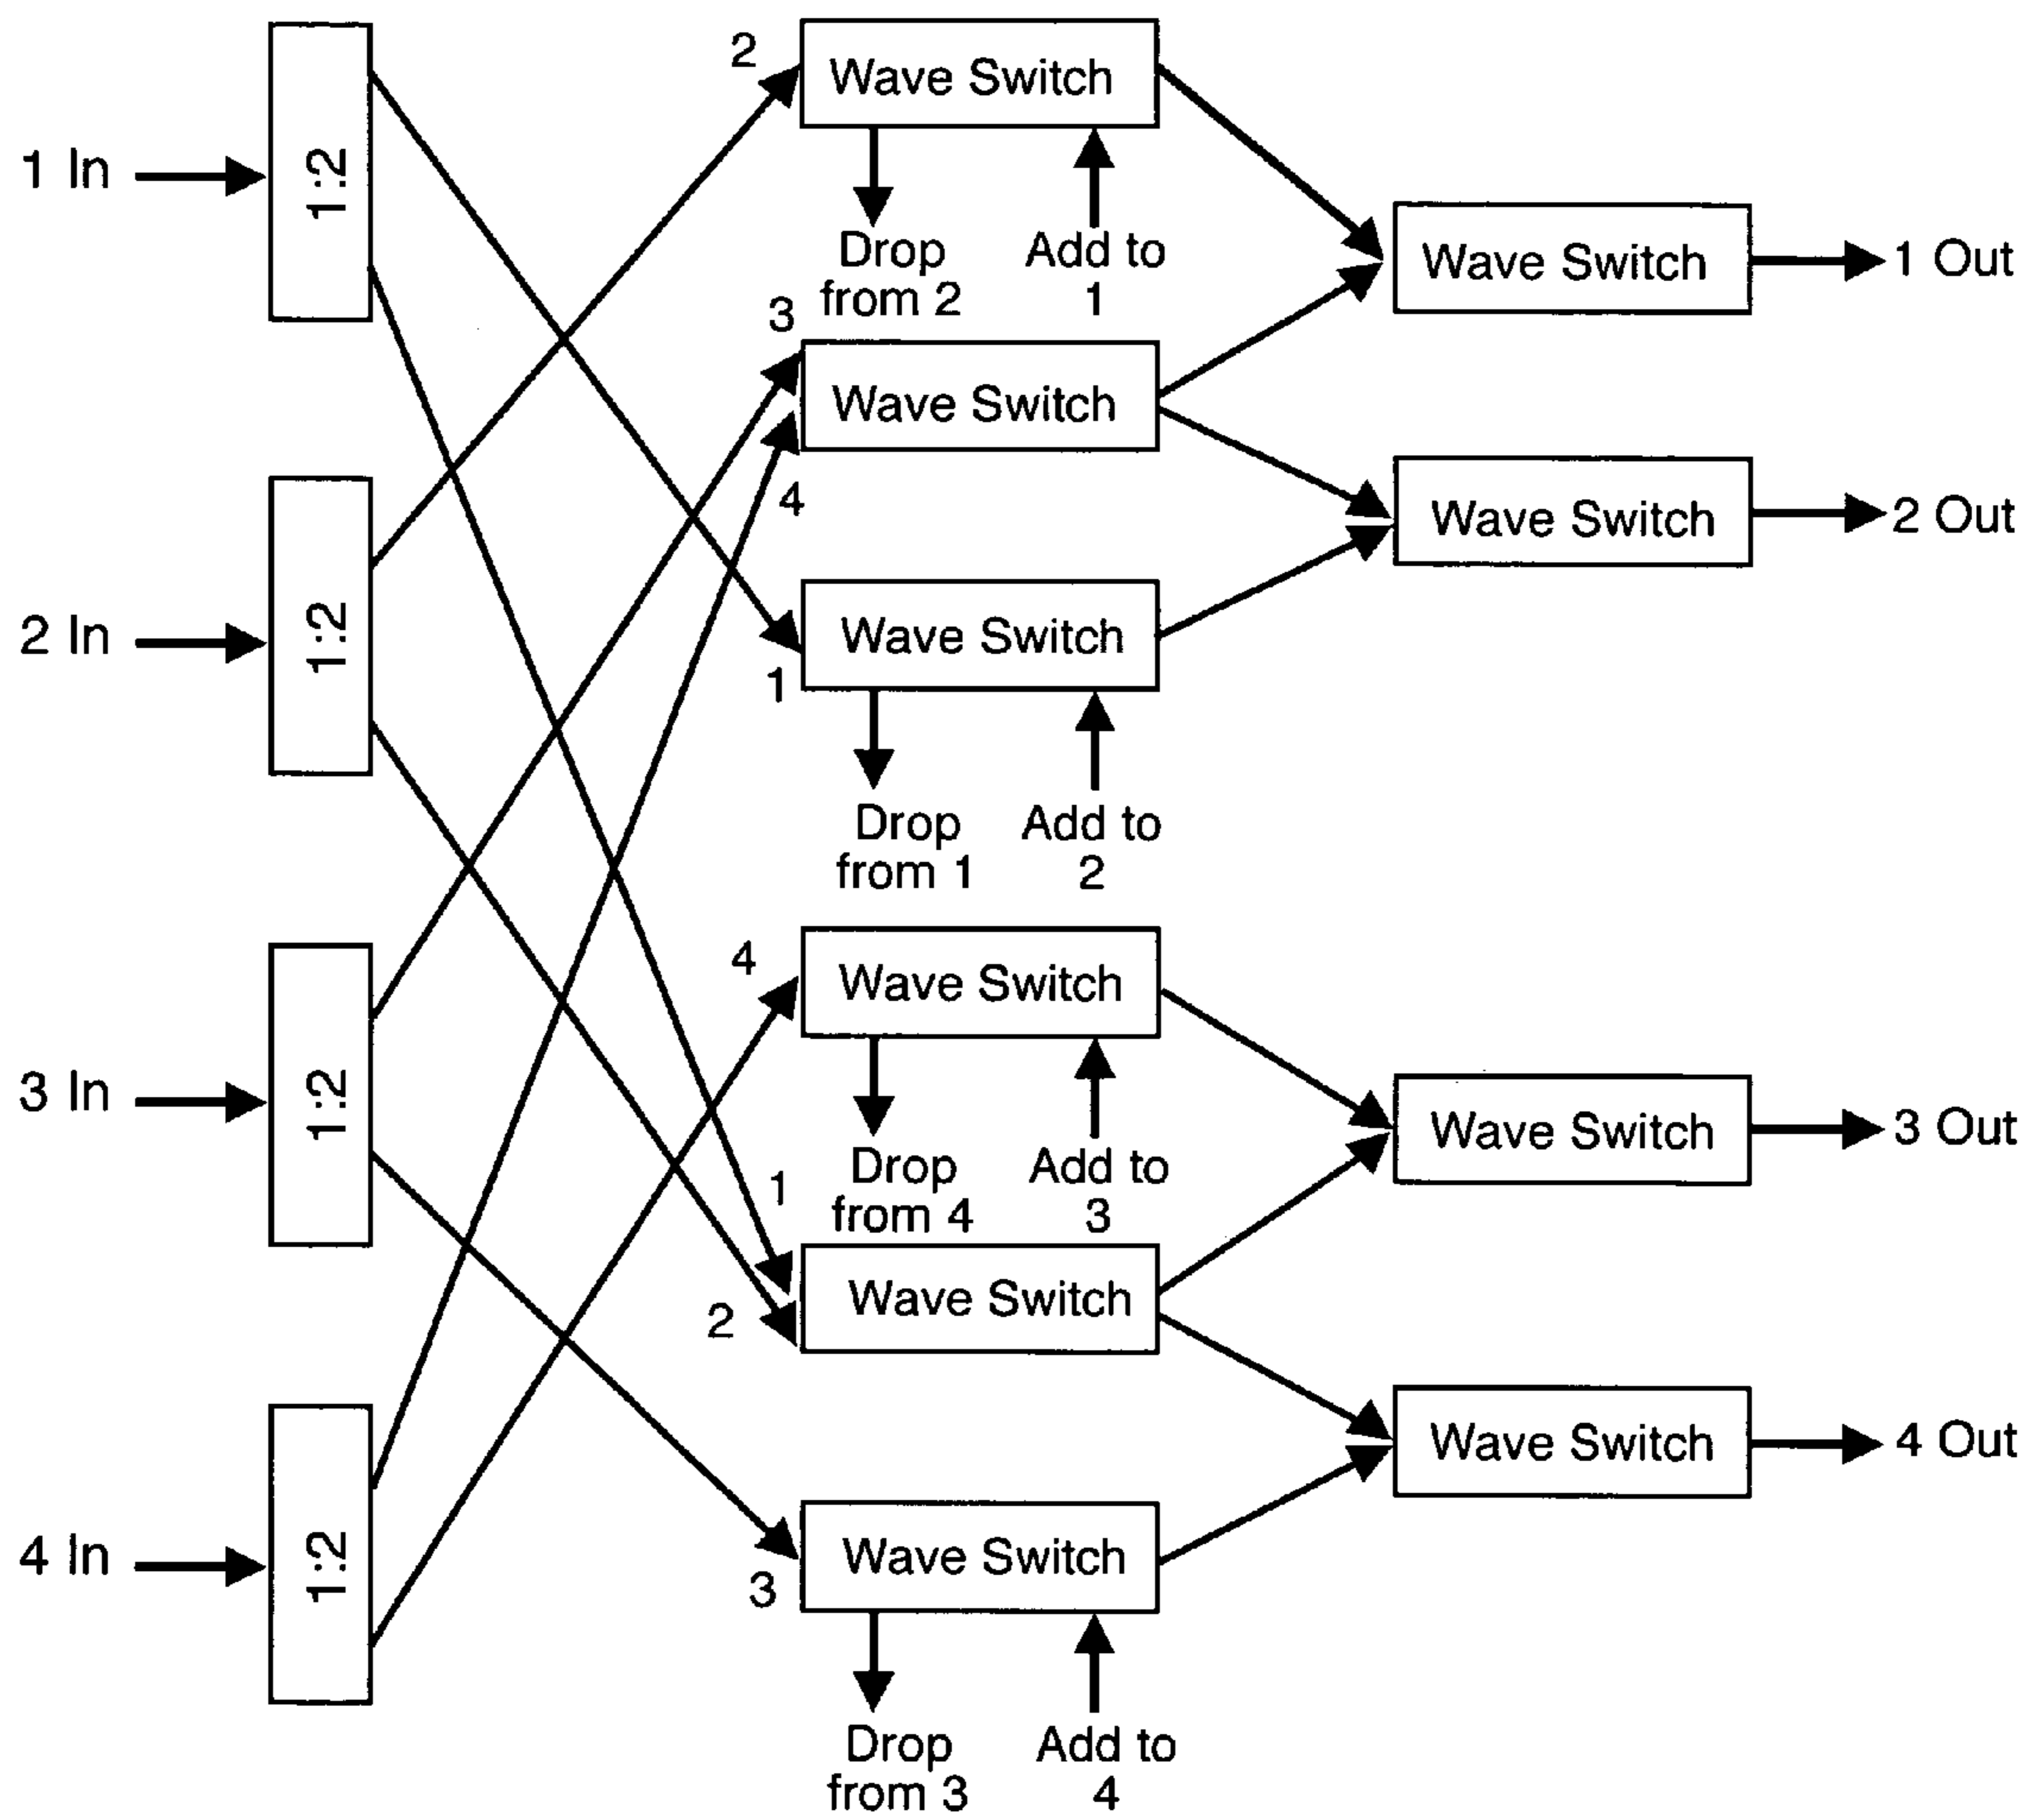 2
Wave Switch
1 In
1:2
Drop
from 2
Add to
1
Wave Switch
1 Out
3
Wave Switch
4
Wave Switch
2 Out
2 In
1:2
Wave Switch
1
Drop
from 1
Add to
2
4
Wave Switch
3 In
1:2
Drop
from 4
Add to
3
Wave Switch
3 Out
1
Wave Switch
2
Wave Switch
4 Out
4 In
1:2
Wave Switch
3
Drop
from 3
Add to
4